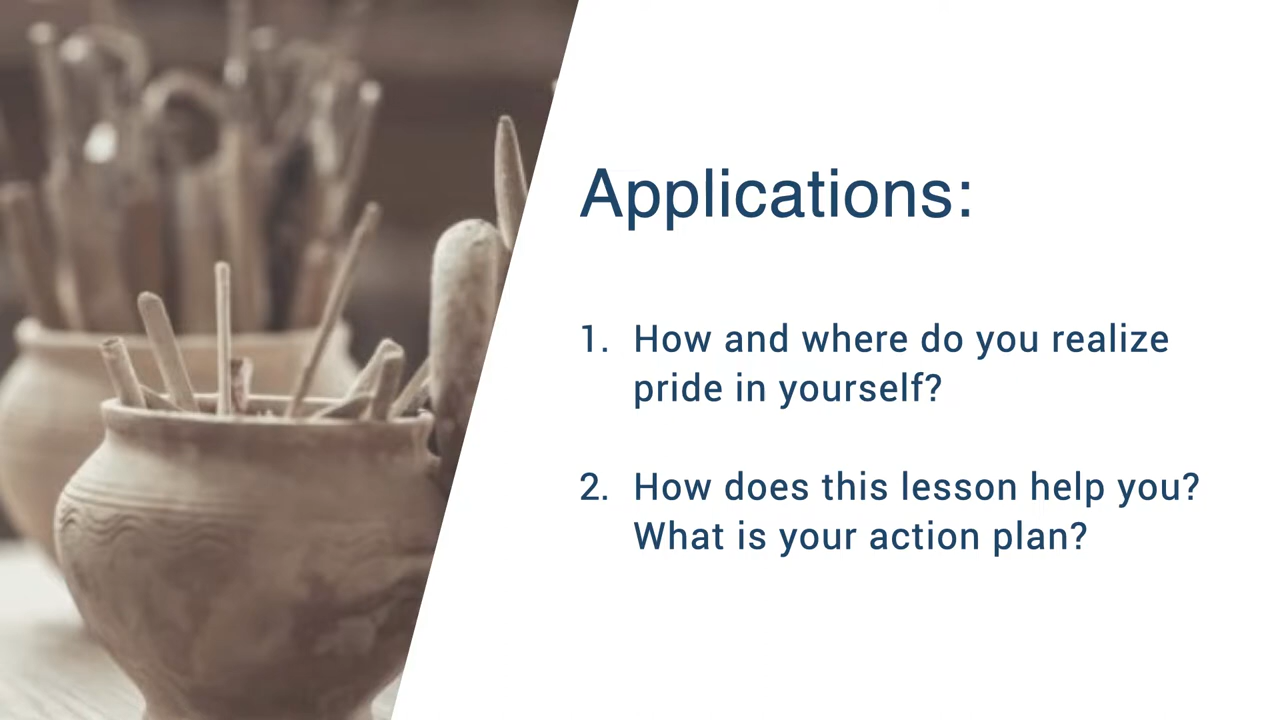 Applications:
1. How and where do you realize
pride in yourself?
2. How does this lesson help you?
What is your action plan?